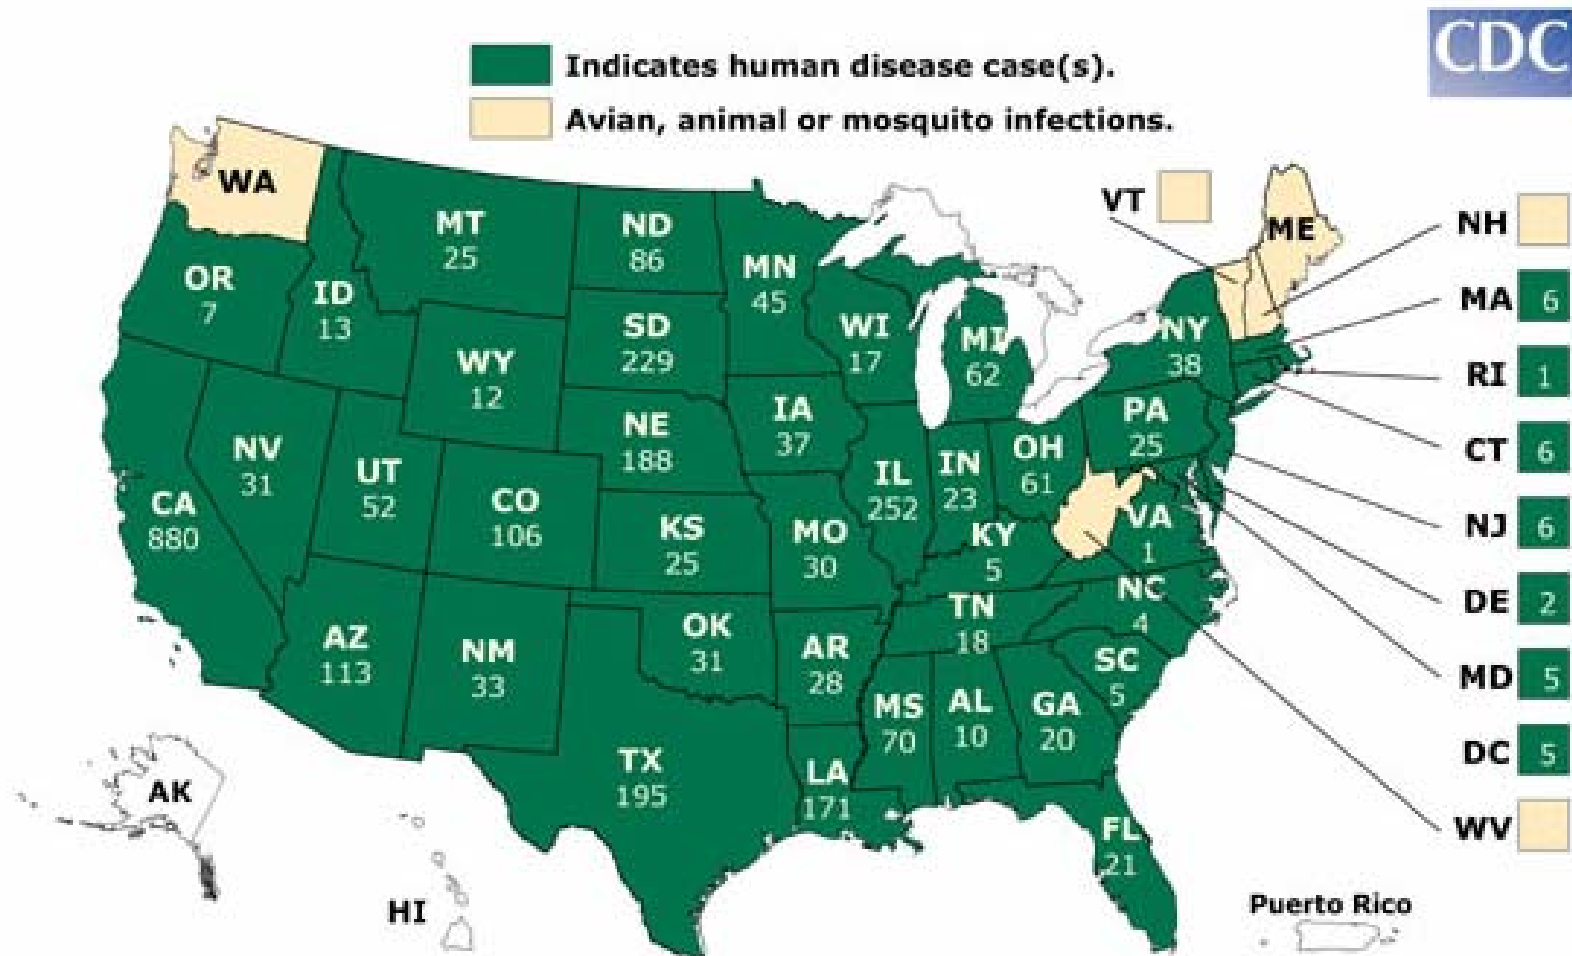 CDC
Indicates human disease case(s).
Avian, animal or mosquito infections.
WA
MT
25
ND
86
MN
45
VT
ME
NH
OR
7
ID
13
WY
12
SD
229
WI
17
MI
62
NY
38
MA
6
RI
1
CT
6
NJ
6
DE
2
MD
5
DC
5
WV
CA
880
NV
31
UT
52
CO
106
NE
188
IA
37
IL
252
IN
23
OH
61
PA
25
KS
25
MO
30
KY
5
VA
1
NC
4
TN
18
SC
5
AZ
113
NM
33
OK
31
AR
28
MS
70
AL
10
GA
20
TX
195
LA
171
FL
21
AK
HI
Puerto Rico